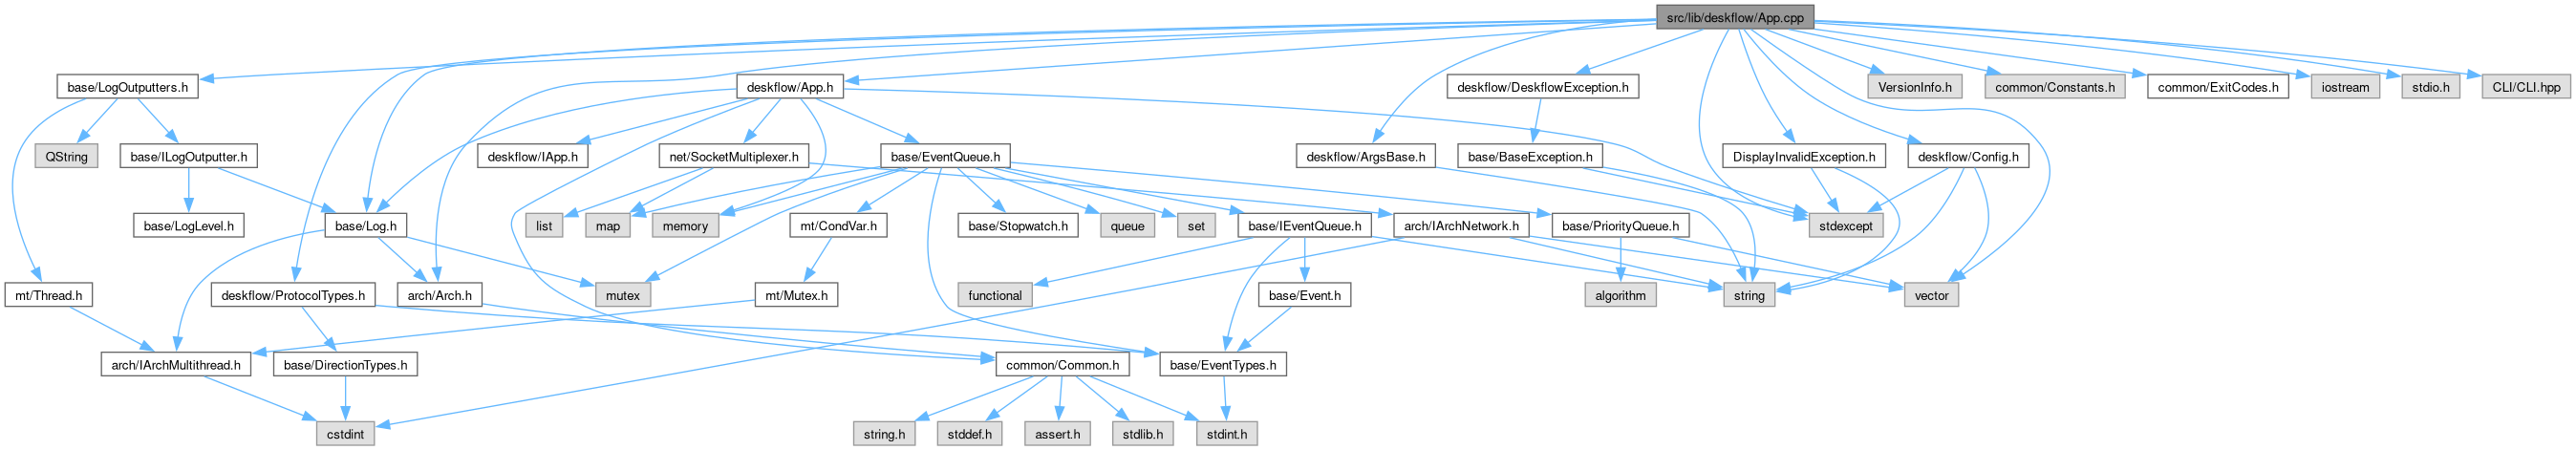 src/lib/deskflow/App.cpp
base/LogOutputters.h
deskflow/App.h
deskflow/DeskflowException.h
VersionInfo.h
common/Constants.h
common/ExitCodes.h
iostream
stdio.h
CLI/CLI.hpp
QString
base/ILogOutputter.h
deskflow/IApp.h
net/SocketMultiplexer.h
base/EventQueue.h
deskflow/ArgsBase.h
base/BaseException.h
DisplayInvalidException.h
deskflow/Config.h
base/LogLevel.h
base/Log.h
list
map
memory
mt/CondVar.h
base/Stopwatch.h
queue
set
base/IEventQueue.h
arch/IArchNetwork.h
base/PriorityQueue.h
stdexcept
mt/Thread.h
deskflow/ProtocolTypes.h
arch/Arch.h
mutex
mt/Mutex.h
functional
base/Event.h
algorithm
string
vector
arch/IArchMultithread.h
base/DirectionTypes.h
common/Common.h
base/EventTypes.h
cstdint
string.h
stddef.h
assert.h
stdlib.h
stdint.h